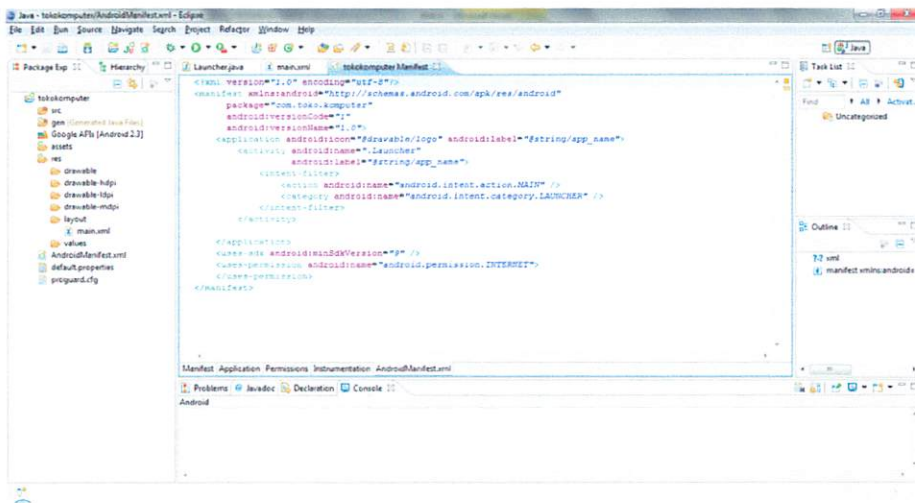 Java - tokokomputer/AndroidManifest.xml - Eclipse
File Edit Run Source Navigate Search Project Refactor Window Help
Java
Package Exp
Hierarchy
Launcher.java
main.xml
tokokomputer Manifest
Task List
tokokomputer
src
gen [Generated Java Files]
Google APIs [Android 2.3]
assets
res
drawable
drawable-hdpi
drawable-ldpi
drawable-mdpi
layout
main.xml
values
AndroidManifest.xml
default.properties
proguard.cfg
<?xml version="1.0" encoding="utf-8"?>
<manifest xmlns:android="http://schemas.android.com/apk/res/android"
package="com.toko.komputer"
android:versionCode="1"
android:versionName="1.0">
<application android:icon="@drawable/logo" android:label="@string/app_name">
<activity android:name=".Launcher"
android:label="@string/app_name">
<intent-filter>
<action android:name="android.intent.action.MAIN" />
<category android:name="android.intent.category.LAUNCHER" />
</intent-filter>
</activity>
</application>
<uses-sdk android:minSdkVersion="9" />
<uses-permission android:name="android.permission.INTERNET">
</uses-permission>
</manifest>
Manifest Application Permissions Instrumentation AndroidManifest.xml
Find All Activat
Uncategorized
Outline
?-? xml
manifest xmlns:android
Problems Javadoc Declaration Console
Android